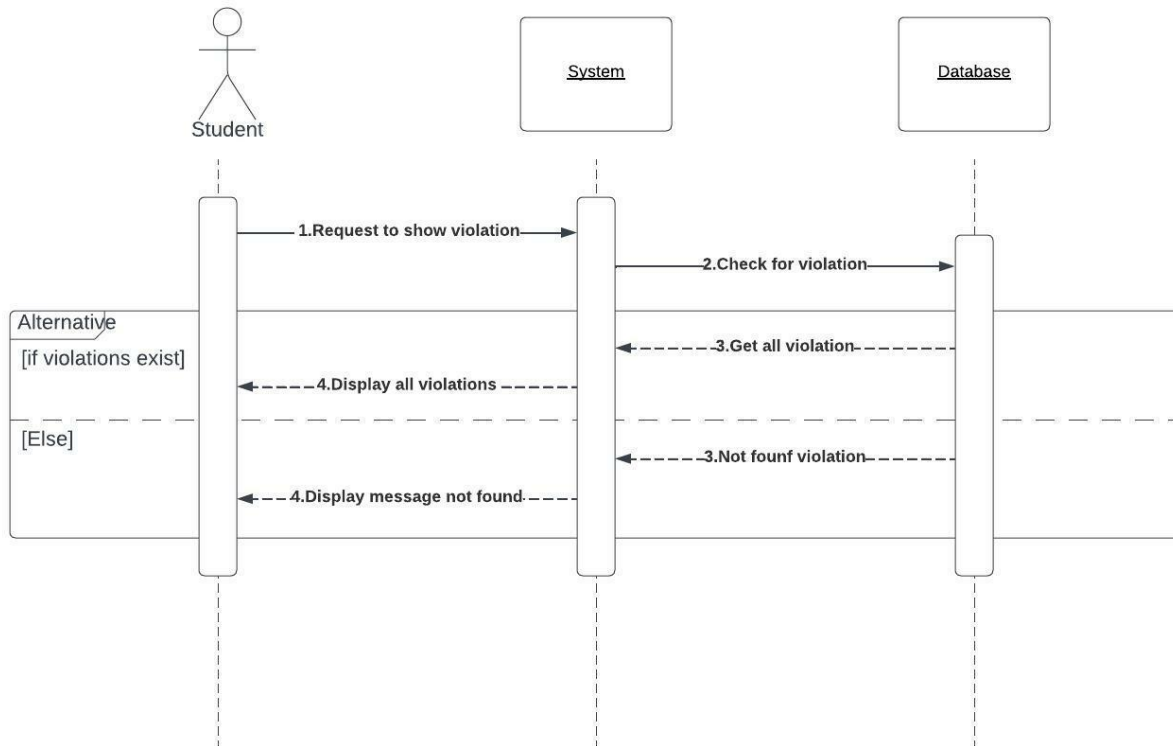 System
Database
Student
1.Request to show violation
2.Check for violation
Alternative
[if violations exist]
3.Get all violation
4.Display all violations
[Else]
3.Not founf violation
4.Display message not found